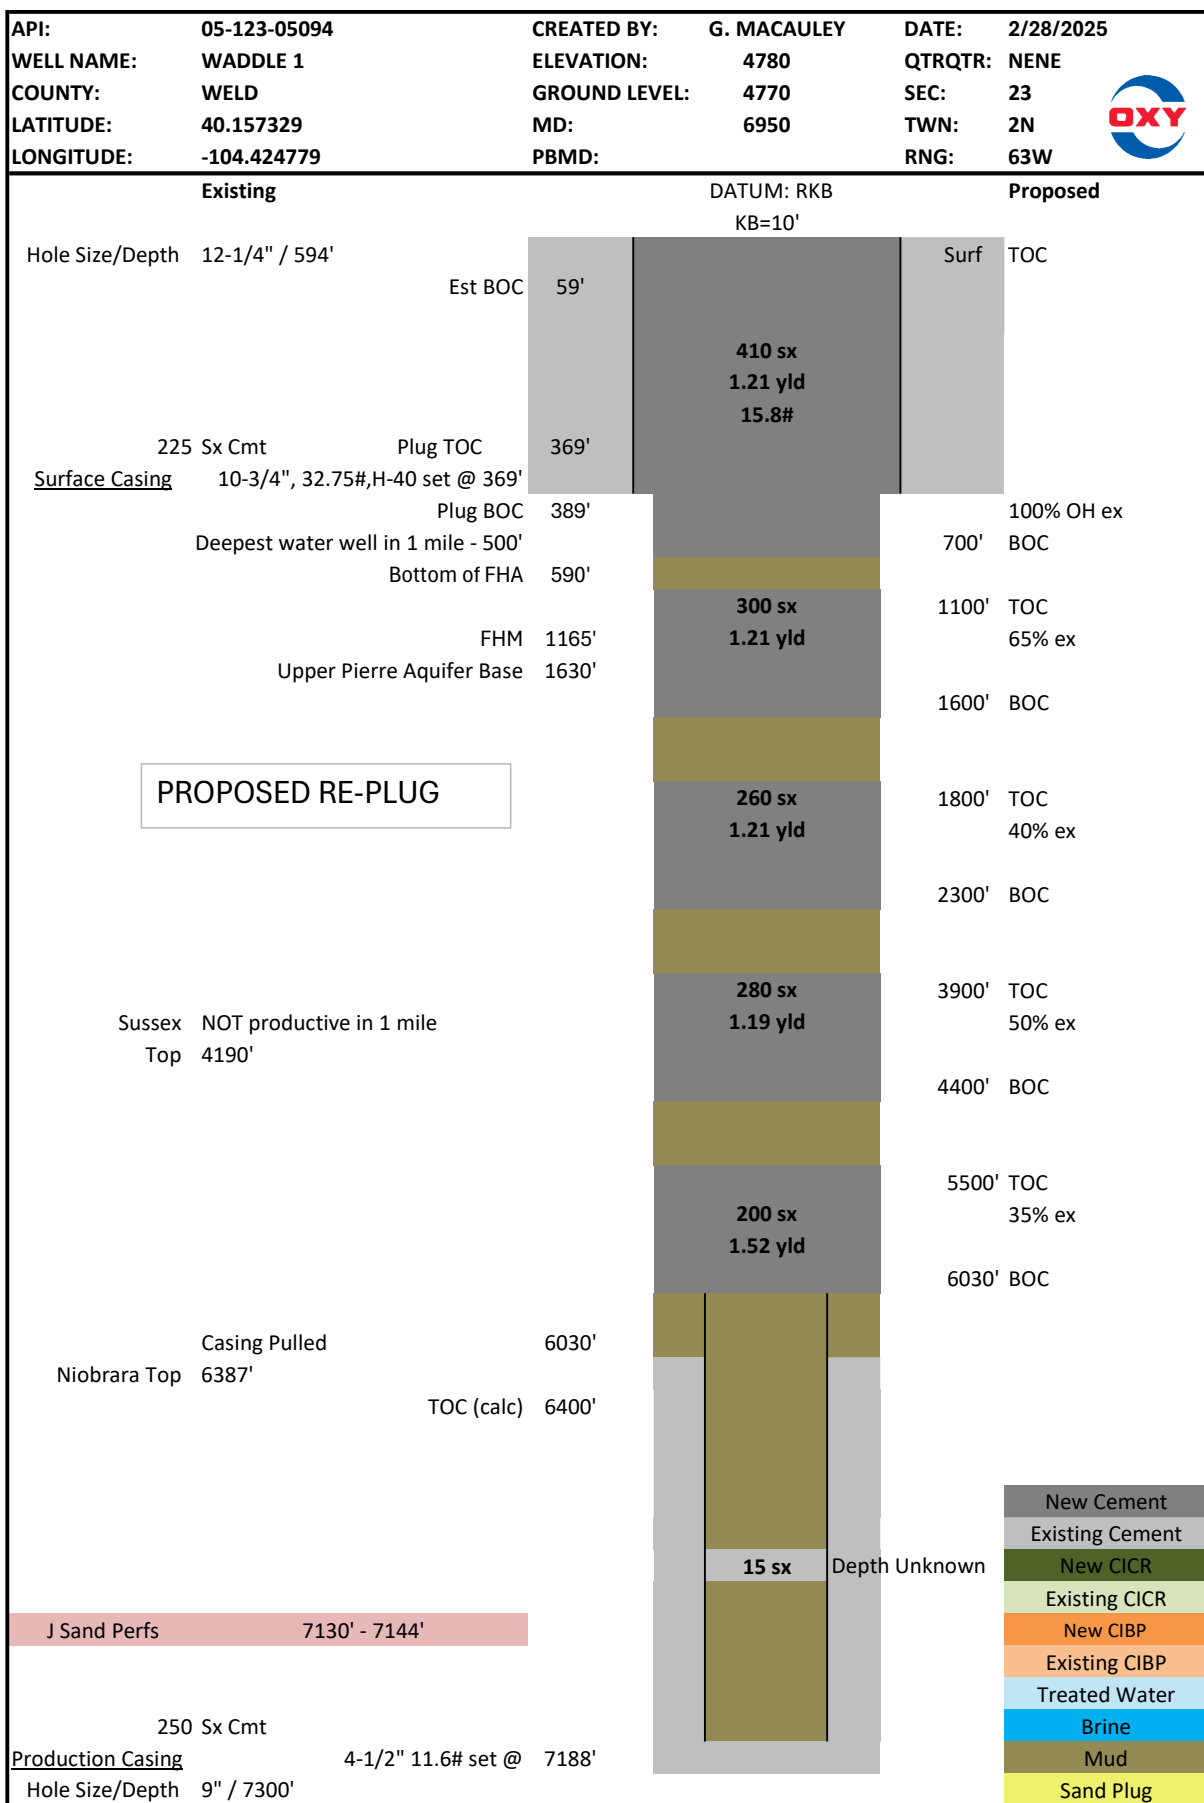 API: 05-123-05094 CREATED BY: G. MACAULEY DATE: 2/28/2025
WELL NAME: WADDLE 1 ELEVATION: 4780 QTRQTR: NENE
COUNTY: WELD GROUND LEVEL: 4770 SEC: 23
LATITUDE: 40.157329 MD: 6950 TWN: 2N
LONGITUDE: -104.424779 PBMD: RNG: 63W
OXY
Existing DATUM: RKB Proposed
KB=10'
Hole Size/Depth 12-1/4" / 594' Surf TOC
Est BOC 59'
410 sx
1.21 yld
15.8#
225 Sx Cmt Plug TOC 369'
Surface Casing 10-3/4", 32.75#,H-40 set @ 369'
Plug BOC 389' 100% OH ex
Deepest water well in 1 mile - 500' 700' BOC
Bottom of FHA 590'
300 sx 1100' TOC
FHM 1165' 1.21 yld 65% ex
Upper Pierre Aquifer Base 1630'
1600' BOC
PROPOSED RE-PLUG
260 sx 1800' TOC
1.21 yld 40% ex
2300' BOC
280 sx 3900' TOC
Sussex NOT productive in 1 mile 1.19 yld 50% ex
Top 4190'
4400' BOC
5500' TOC
200 sx 35% ex
1.52 yld
6030' BOC
Casing Pulled 6030'
Niobrara Top 6387'
TOC (calc) 6400'
New Cement
Existing Cement
15 sx Depth Unknown New CICR
Existing CICR
J Sand Perfs 7130' - 7144' New CIBP
Existing CIBP
Treated Water
250 Sx Cmt Brine
Production Casing 4-1/2" 11.6# set @ 7188' Mud
Hole Size/Depth 9" / 7300' Sand Plug